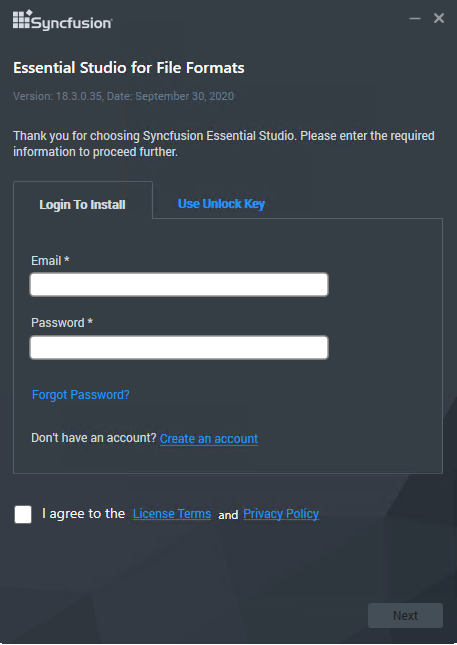 Syncfusion
Essential Studio for File Formats
Version: 18.3.0.35, Date: September 30, 2020
Thank you for choosing Syncfusion Essential Studio. Please enter the required
information to proceed further.
Login To Install
Use Unlock Key
Email *
Password *
Forgot Password?
Don't have an account? Create an account
I agree to the License Terms and Privacy Policy
Next